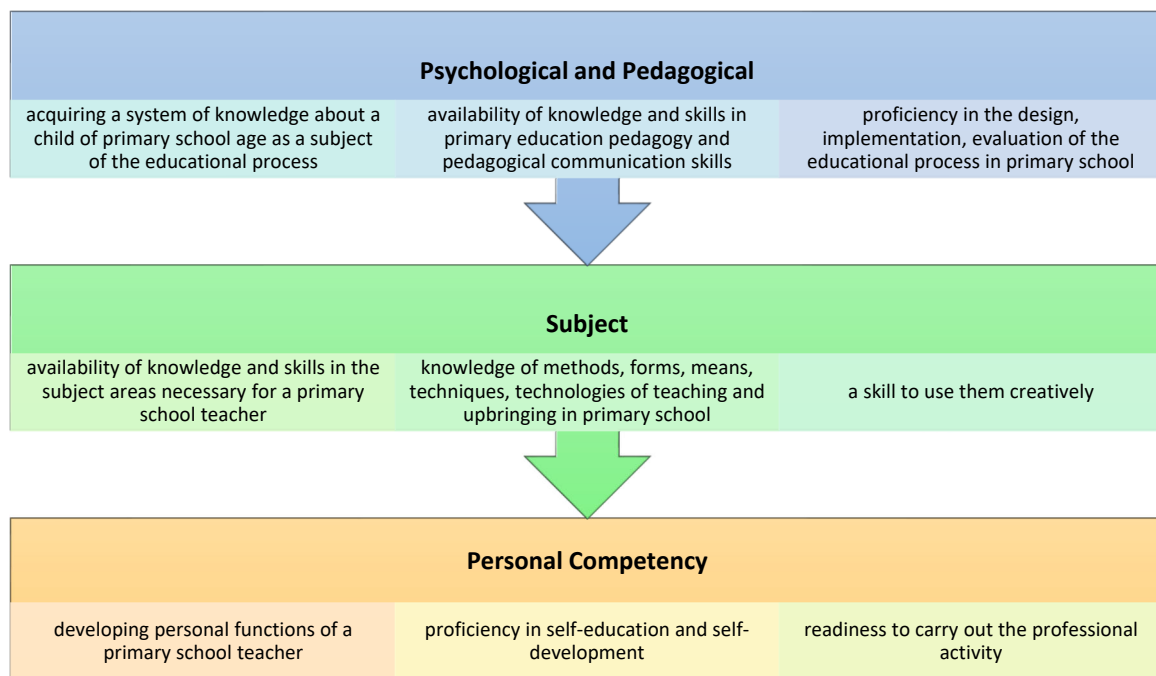 Psychological and Pedagogical
acquiring a system of knowledge about a
child of primary school age as a subject
of the educational process
availability of knowledge and skills in
primary education pedagogy and
pedagogical communication skills
proficiency in the design,
implementation, evaluation of the
educational process in primary school
Subject
availability of knowledge and skills in the
subject areas necessary for a primary
school teacher
knowledge of methods, forms, means,
techniques, technologies of teaching and
upbringing in primary school
a skill to use them creatively
Personal Competency
developing personal functions of a
primary school teacher
proficiency in self-education and self-
development
readiness to carry out the professional
activity